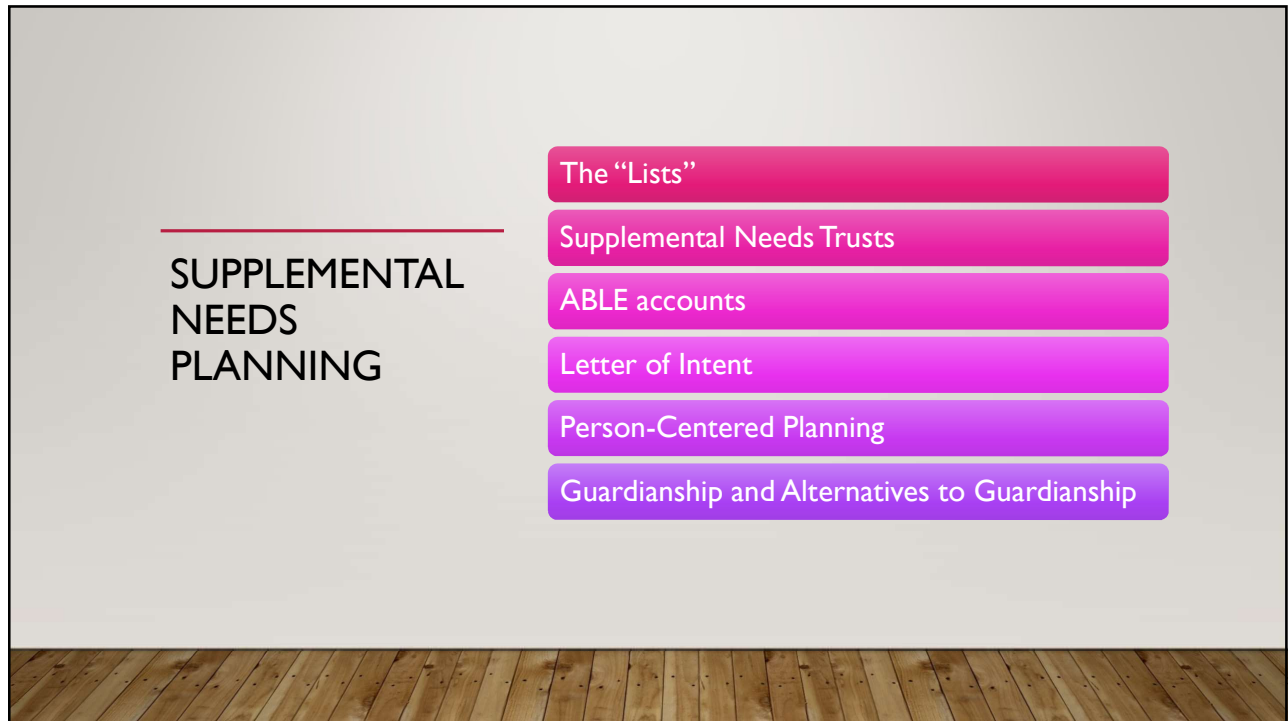 SUPPLEMENTAL
NEEDS
PLANNING
The “Lists”
Supplemental Needs Trusts
ABLE accounts
Letter of Intent
Person-Centered Planning
Guardianship and Alternatives to Guardianship